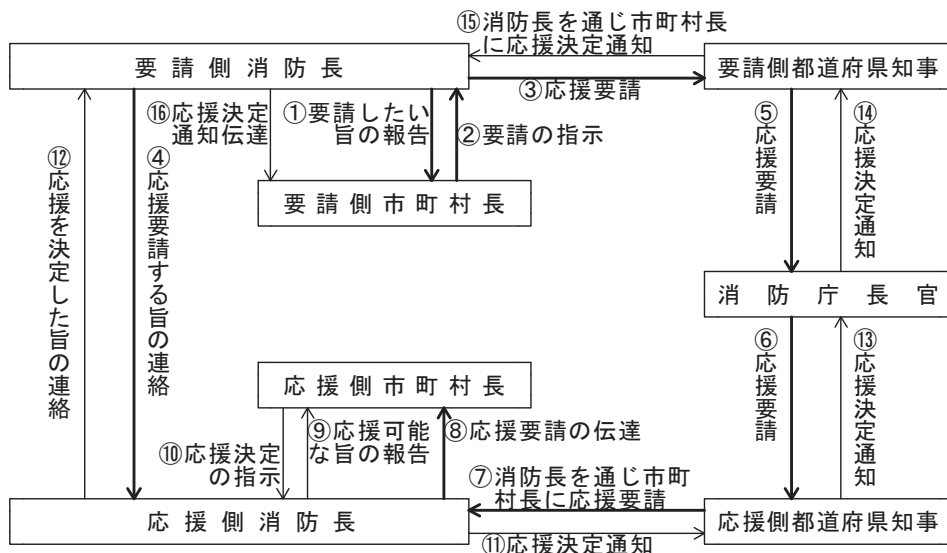 ⑮消防長を通じ市町村長
に応援決定通知
要請側消防長
要請側都道府県知事
③応援要請
⑯応援決定
通知伝達
①要請したい
旨の報告
②要請の指示
⑤応援要請
⑭応援決定通知
⑫応援を決定した旨の連絡
④応援要請する旨の連絡
要請側市町村長
消防庁長官
⑥応援要請
⑬応援決定通知
応援側市町村長
⑩応援決定
の指示
⑨応援可能
な旨の報告
⑧応援要請の伝達
⑦消防長を通じ市町
村長に応援要請
応援側消防長
応援側都道府県知事
⑪応援決定通知